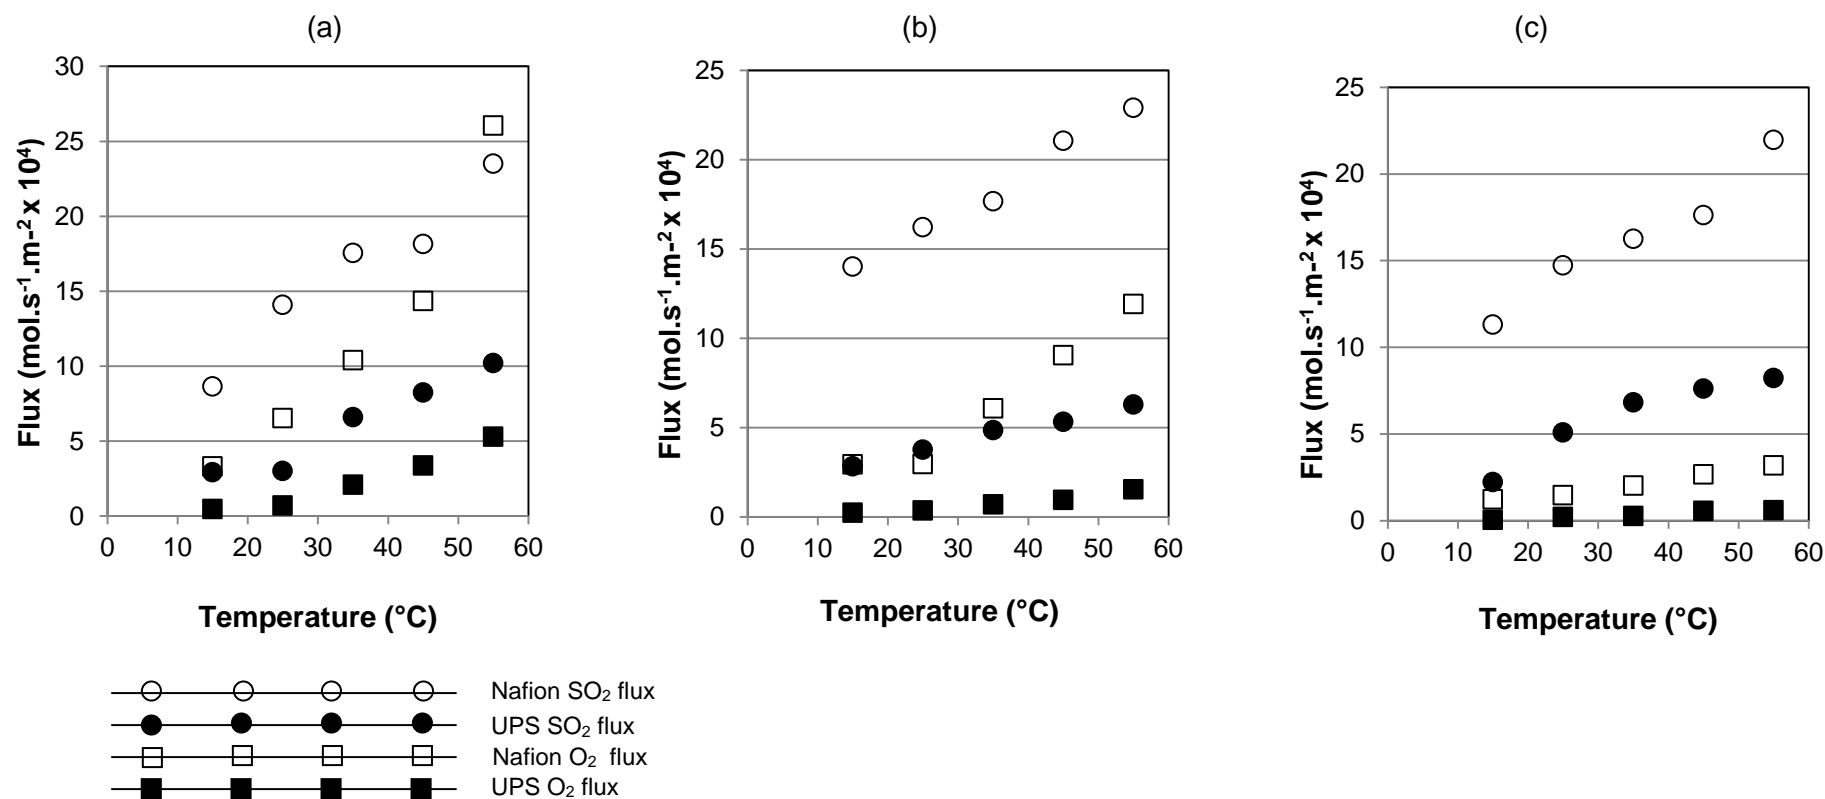 (a)
30
25
20
15
10
5
0
0 10 20 30 40 50 60
Flux (mol.s⁻¹.m-² x 10⁴)
Temperature (°C)
(b)
25
20
15
10
5
0
0 10 20 30 40 50 60
Flux (mol.s⁻¹.m-² x 10⁴)
Temperature (°C)
(c)
25
20
15
10
5
0
0 10 20 30 40 50 60
Flux (mol.s⁻¹.m-² x 10⁴)
Temperature (°C)
Nafion SO₂ flux
UPS SO₂ flux
Nafion O₂ flux
UPS O₂ flux